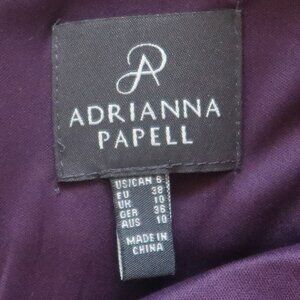 ADRIANNA
PAPELL
US/CAN 6
EU 38
UK 10
GER 36
AUS 10
MADE IN
CHINA